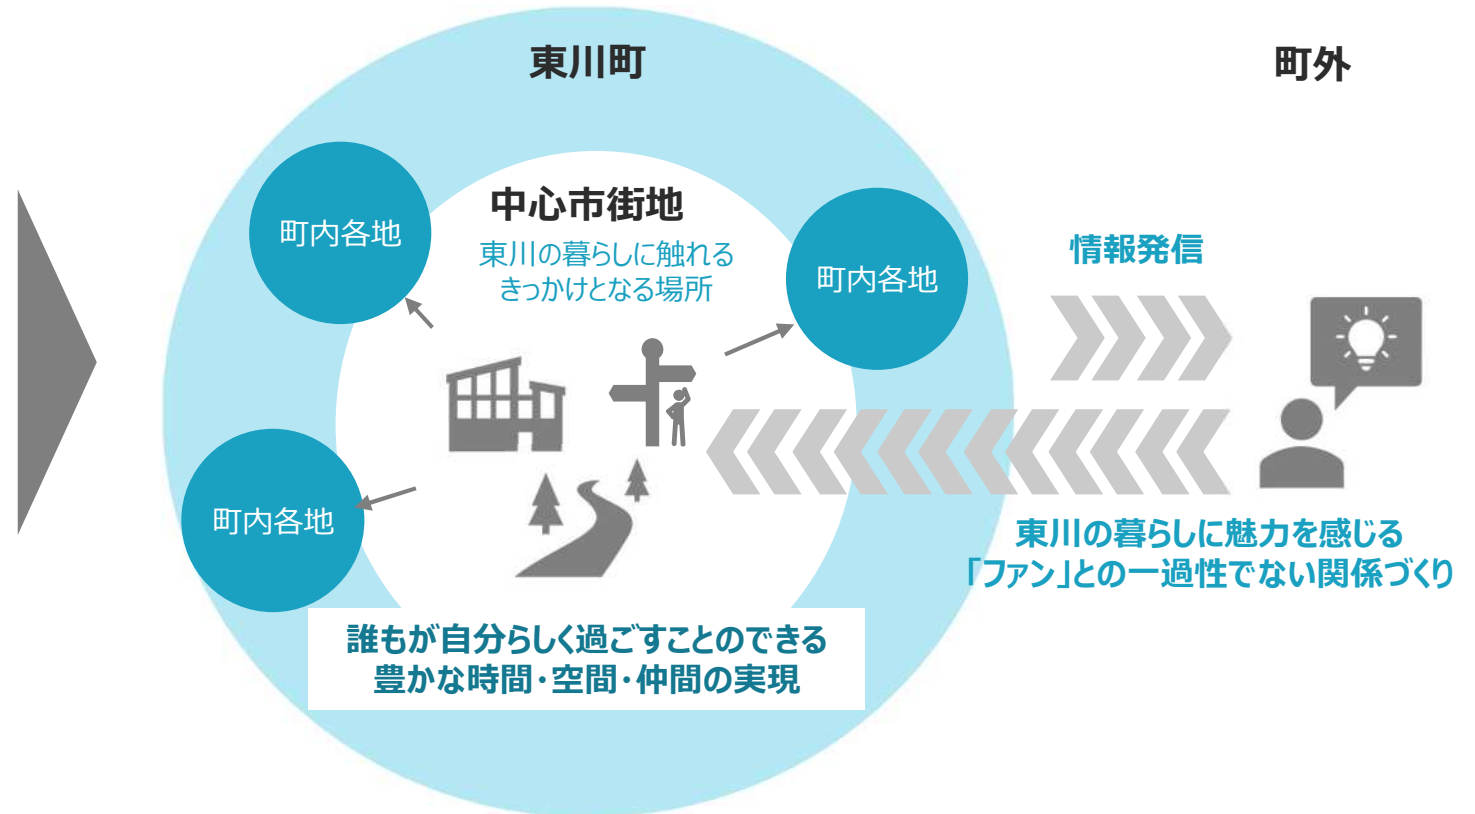 東川町
町外
町内各地
中心市街地
東川の暮らしに触れる
きっかけとなる場所
町内各地
情報発信
町内各地
東川の暮らしに魅力を感じる
「ファン」との一過性でない関係づくり
誰もが自分らしく過ごすことのできる
豊かな時間・空間・仲間の実現